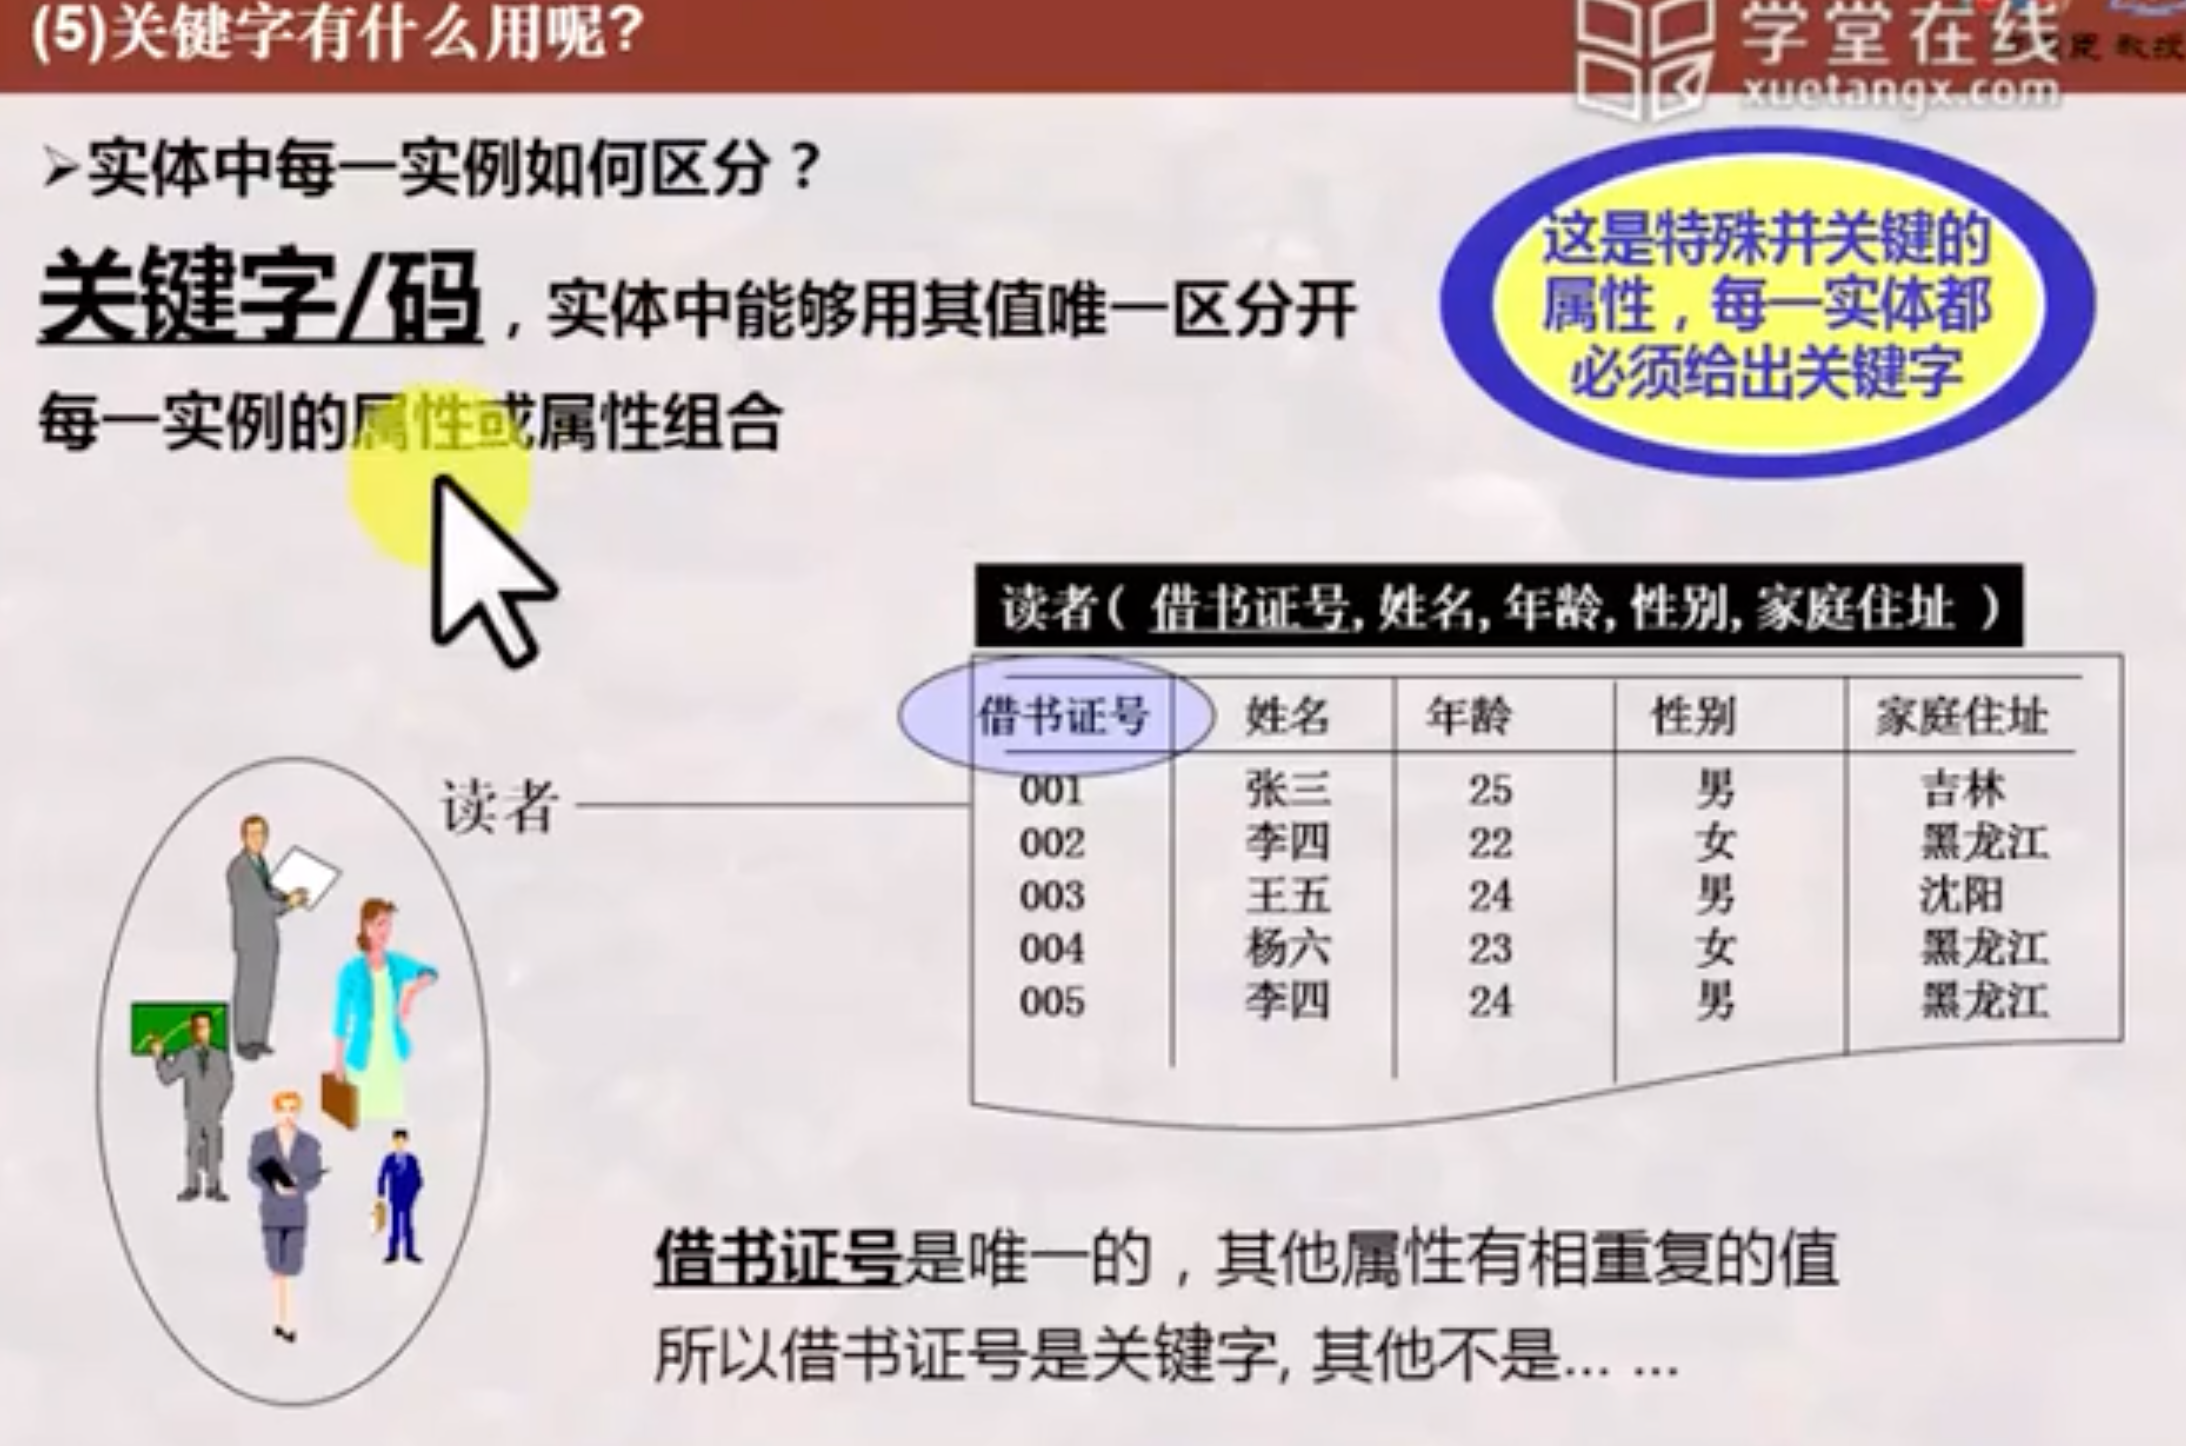 (5)关键字有什么用呢?
学堂在线
xuetangx.com
教授
➢实体中每一实例如何区分？
关键字/码，实体中能够用其值唯一区分开
每一实例的属性或属性组合
这是特殊并关键的
属性，每一实体都
必须给出关键字
读者( 借书证号, 姓名, 年龄, 性别, 家庭住址 )
借书证号 姓名 年龄 性别 家庭住址
001 张三 25 男 吉林
002 李四 22 女 黑龙江
003 王五 24 男 沈阳
004 杨六 23 女 黑龙江
005 李四 24 男 黑龙江
读者
借书证号是唯一的，其他属性有相重复的值
所以借书证号是关键字, 其他不是... ...